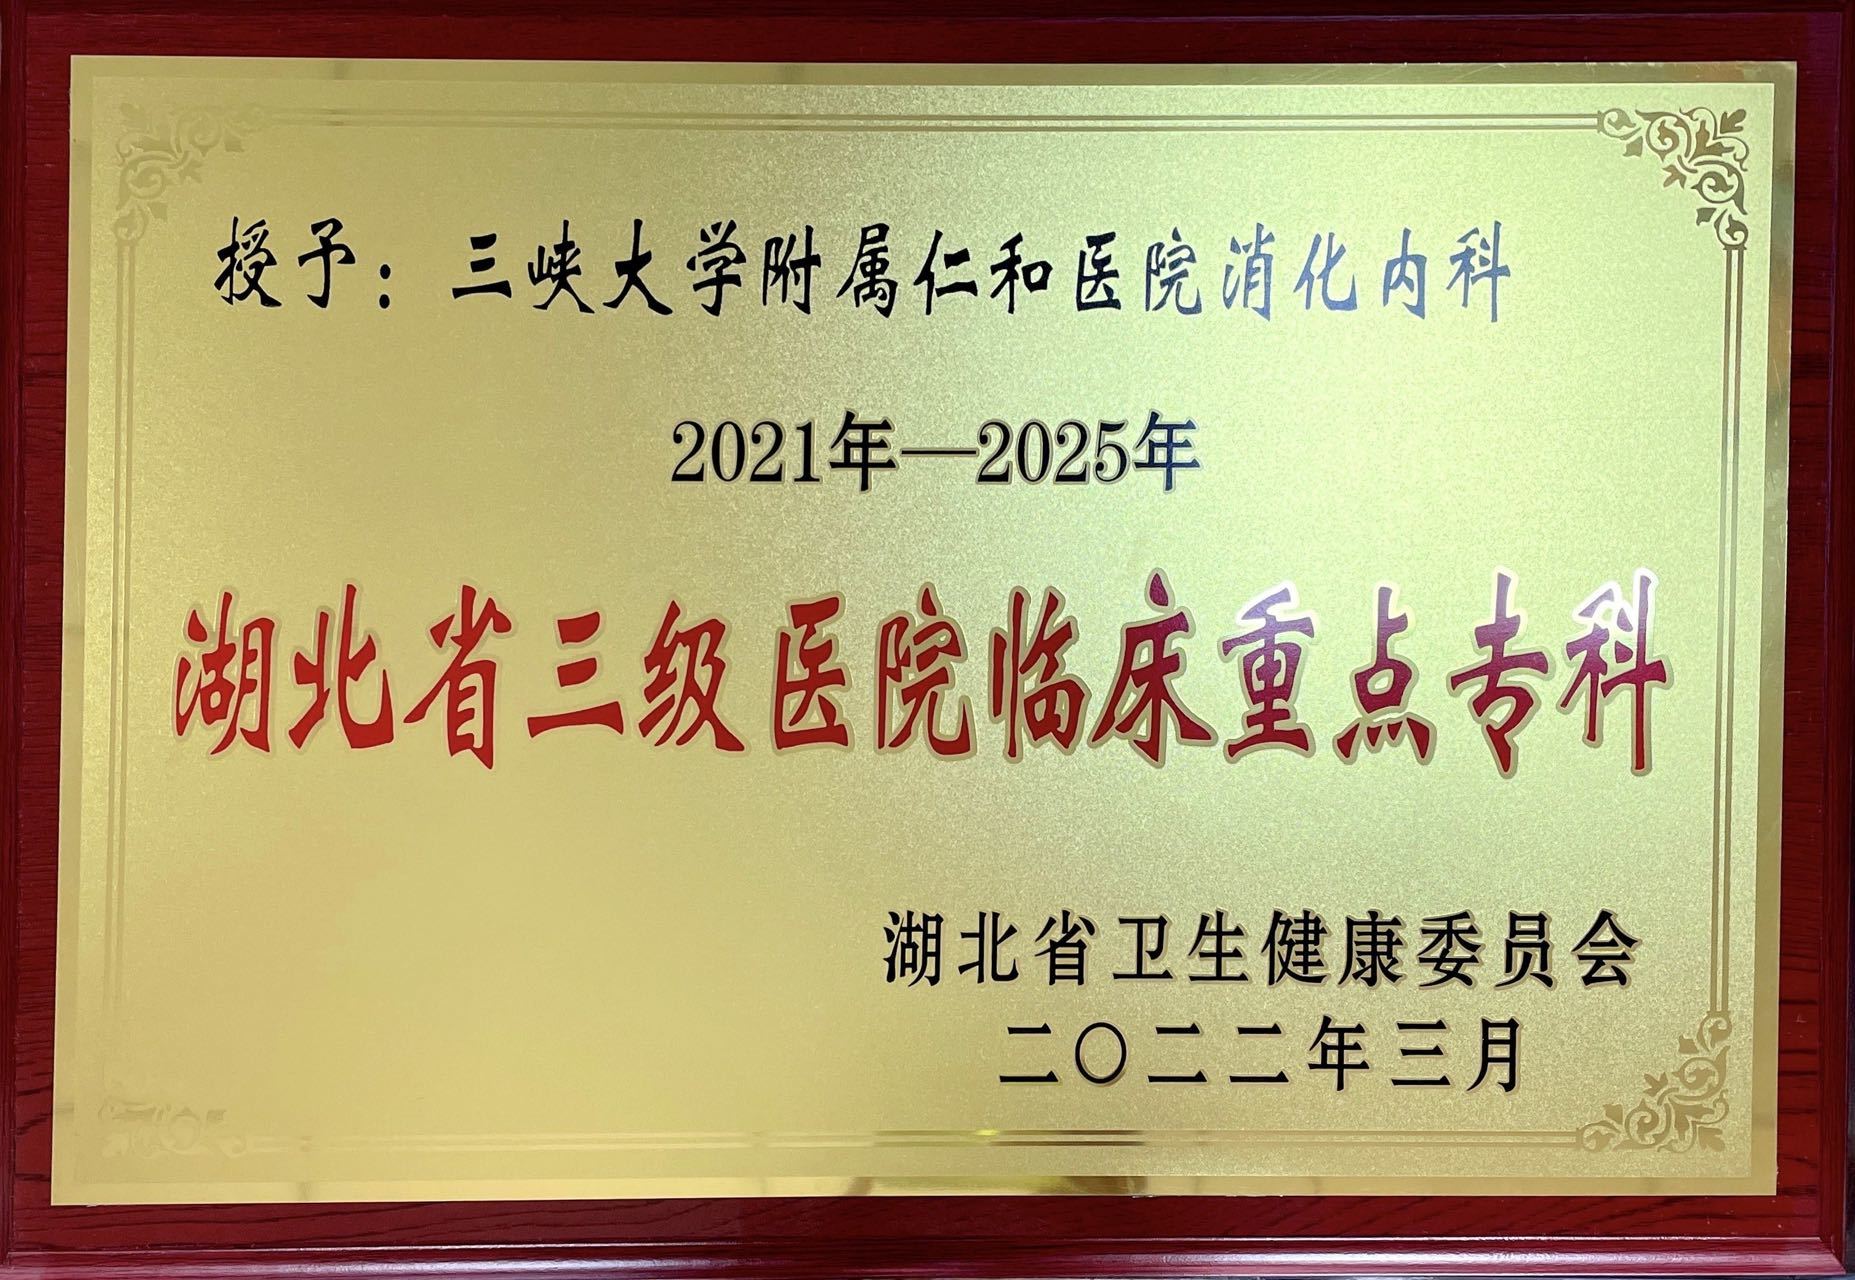 授予：三峡大学附属仁和医院消化内科
2021年—2025年
湖北省三级医院临床重点专科
湖北省卫生健康委员会
二〇二二年三月